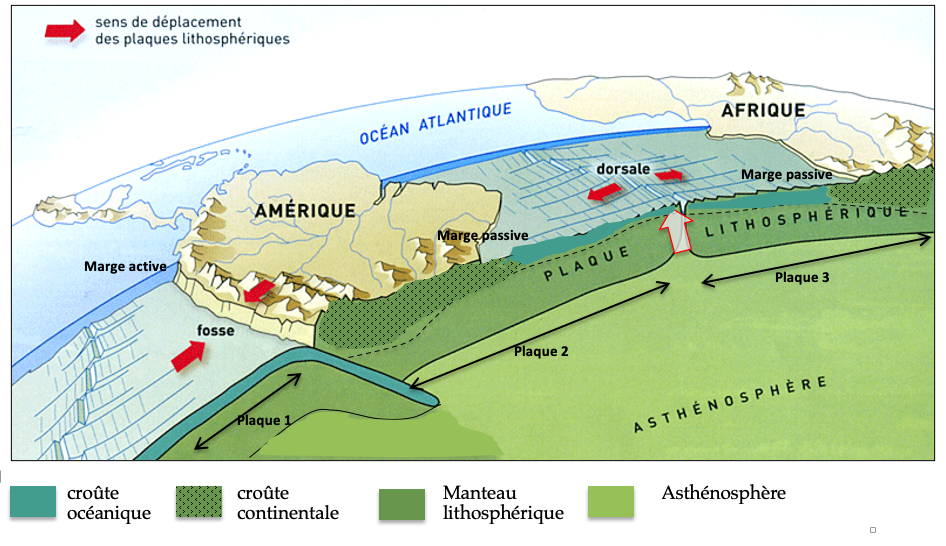 sens de déplacement
des plaques lithosphériques
OCÉAN ATLANTIQUE
AFRIQUE
dorsale
Marge passive
AMÉRIQUE
Marge passive
LITHOSPHÉRIQUE
PLAQUE
Marge active
Plaque 3
fosse
Plaque 2
ASTHÉNOSPHÈRE
Plaque 1
croûte
océanique
croûte
continentale
Manteau
lithosphérique
Asthénosphère